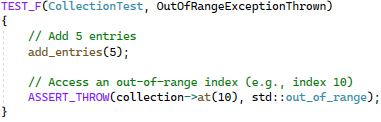 TEST_F(CollectionTest, OutOfRangeExceptionThrown)
{
    // Add 5 entries
    add_entries(5);

    // Access an out-of-range index (e.g., index 10)
    ASSERT_THROW(collection->at(10), std::out_of_range);
}